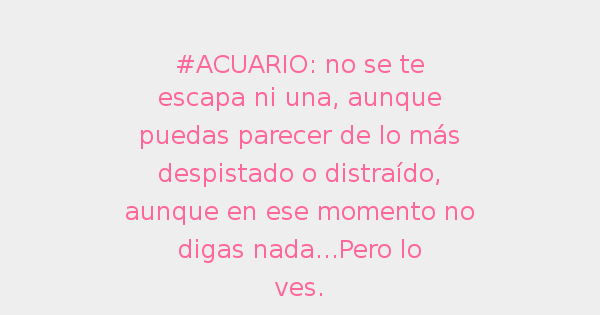 #ACUARIO: no se te
escapa ni una, aunque
puedas parecer de lo más
despistado o distraído,
aunque en ese momento no
digas nada...Pero lo
ves.